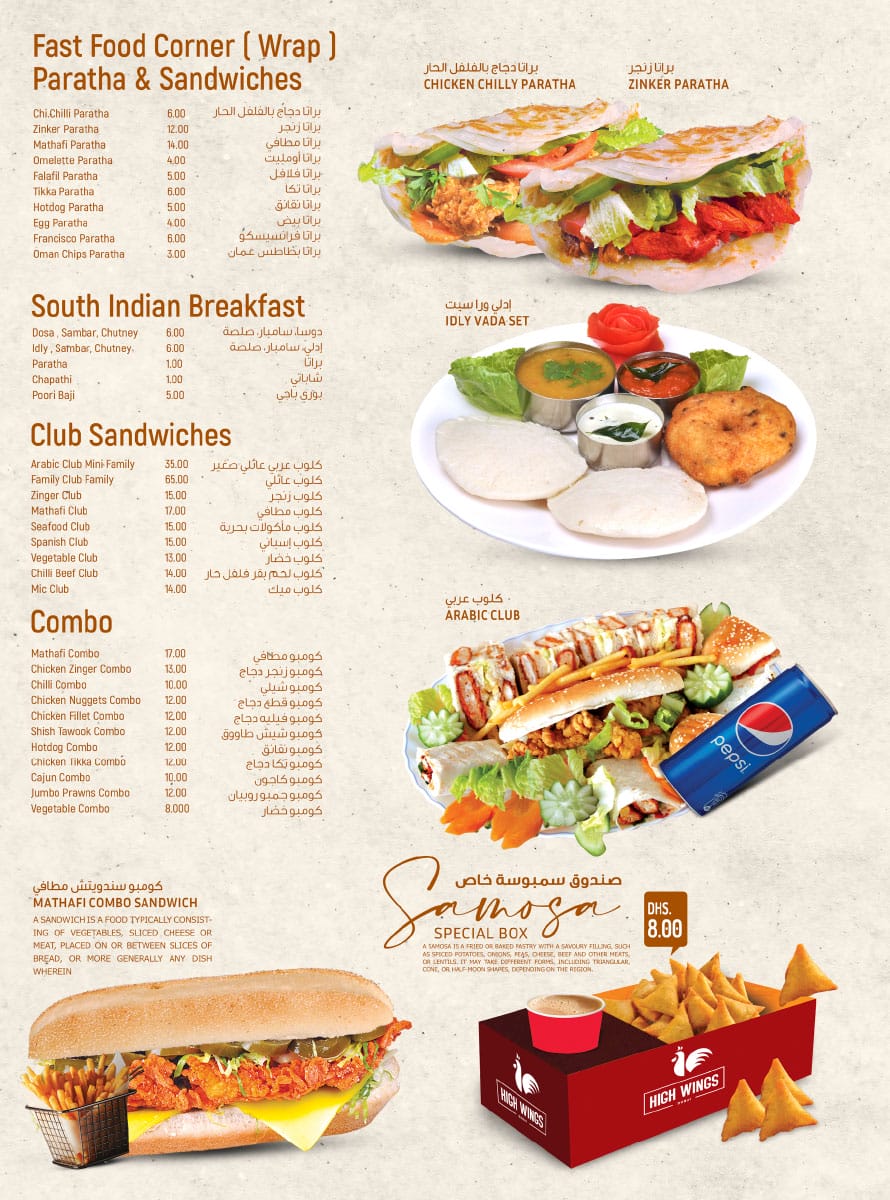 Fast Food Corner ( Wrap )
Paratha & Sandwiches
Chi.Chilli Paratha 6.00 براتا دجاج بالفلفل الحار
Zinker Paratha 12.00 براتا زنجر
Mathafi Paratha 14.00 براتا مطافي
Omelette Paratha 4.00 براتا أومليت
Falafil Paratha 5.00 براتا فلافل
Tikka Paratha 6.00 براتا تكا
Hotdog Paratha 5.00 براتا نقانق
Egg Paratha 4.00 براتا بيض
Francisco Paratha 6.00 براتا فرانسيسكو
Oman Chips Paratha 3.00 براتا بطاطس عمان
براتا دجاج بالفلفل الحار
CHICKEN CHILLY PARATHA
براتا زنجر
ZINKER PARATHA
South Indian Breakfast
Dosa , Sambar, Chutney 6.00 دوسا، سامبار، صلصة
Idly , Sambar, Chutney. 6.00 إدلي، سامبار، صلصة
Paratha 1.00 براتا
Chapathi 1.00 شاباتي
Poori Baji 5.00 بوري باجي
إدلي ورا سيت
IDLY VADA SET
Club Sandwiches
Arabic Club Mini Family 35.00 كلوب عربي عائلي صغير
Family Club Family 65.00 كلوب عائلي
Zinger Club 15.00 كلوب زنجر
Mathafi Club 17.00 كلوب مطافي
Seafood Club 15.00 كلوب مأكولات بحرية
Spanish Club 15.00 كلوب إسباني
Vegetable Club 13.00 كلوب خضار
Chilli Beef Club 14.00 كلوب لحم بقر فلفل حار
Mic Club 14.00 كلوب ميك
Combo
Mathafi Combo 17.00 كومبو مطافي
Chicken Zinger Combo 13.00 كومبو زنجر دجاج
Chilli Combo 10.00 كومبو شيلي
Chicken Nuggets Combo 12.00 كومبو قطع دجاج
Chicken Fillet Combo 12.00 كومبو فيليه دجاج
Shish Tawook Combo 12.00 كومبو شيش طاووق
Hotdog Combo 12.00 كومبو نقانق
Chicken Tikka Combo 12.00 كومبو تكا دجاج
Cajun Combo 10.00 كومبو كاجون
Jumbo Prawns Combo 12.00 كومبو جمبو روبيان
Vegetable Combo 8.000 كومبو خضار
كلوب عربي
ARABIC CLUB
pepsi
كومبو سندويتش مطافي
MATHAFI COMBO SANDWICH
A SANDWICH IS A FOOD TYPICALLY CONSIST-
ING OF VEGETABLES, SLICED CHEESE OR
MEAT, PLACED ON OR BETWEEN SLICES OF
BREAD, OR MORE GENERALLY ANY DISH
WHEREIN
صندوق سمبوسة خاص
Samosa
SPECIAL BOX
A SAMOSA IS A FRIED OR BAKED PASTRY WITH A SAVOURY FILLING, SUCH
AS SPICED POTATOES, ONIONS, PEAS, CHEESE, BEEF AND OTHER MEATS,
OR LENTILS. IT MAY TAKE DIFFERENT FORMS, INCLUDING TRIANGULAR,
CONE, OR HALF-MOON SHAPES, DEPENDING ON THE REGION.
DHS.
8.00
HIGH WINGS
HIGH WINGS